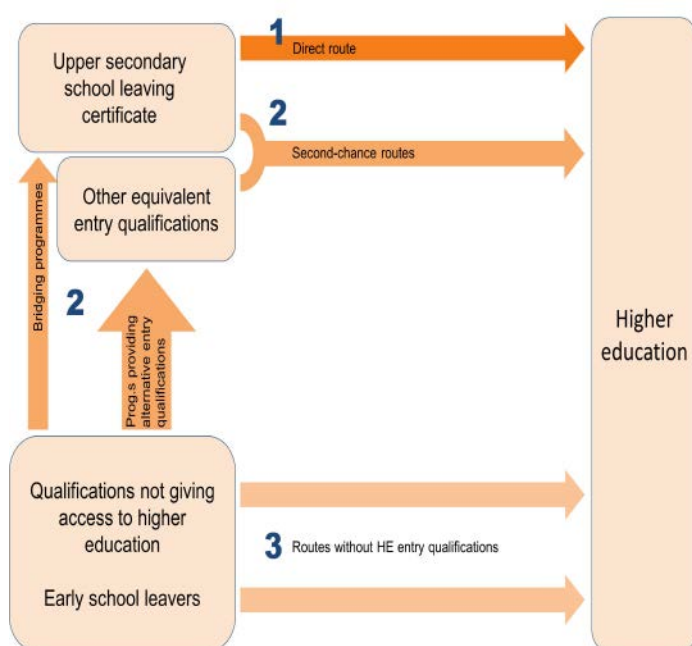 Upper secondary
school leaving
certificate
1
Direct route
2
Second-chance routes
Other equivalent
entry qualifications
Bridging programmes
2
Prog.s providing
alternative entry
qualifications
Higher
education
Qualifications not giving
access to higher
education
Early school leavers
3 Routes without HE entry qualifications